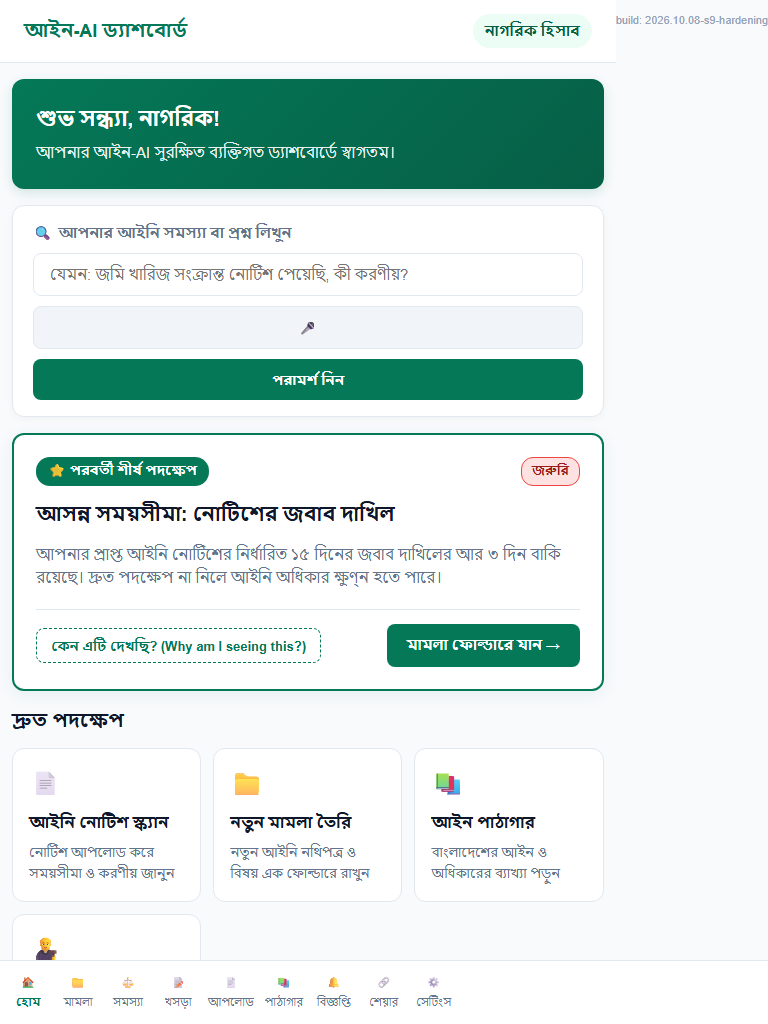 আইন-AI ড্যাশবোর্ড
নাগরিক হিসাব
build: 2026.10.08-s9-hardening
শুভ সন্ধ্যা, নাগরিক!
আপনার আইন-AI সুরক্ষিত ব্যক্তিগত ড্যাশবোর্ডে স্বাগতম।
আপনার আইনি সমস্যা বা প্রশ্ন লিখুন
যেমন: জমি খারিজ সংক্রান্ত নোটিশ পেয়েছি, কী করণীয়?
পরামর্শ নিন
পরবর্তী শীর্ষ পদক্ষেপ
জরুরি
আসন্ন সময়সীমা: নোটিশের জবাব দাখিল
আপনার প্রাপ্ত আইনি নোটিশের নির্ধারিত ১৫ দিনের জবাব দাখিলের আর ৩ দিন বাকি
রয়েছে। দ্রুত পদক্ষেপ না নিলে আইনি অধিকার ক্ষুণ্ন হতে পারে।
কেন এটি দেখছি? (Why am I seeing this?)
মামলা ফোল্ডারে যান →
দ্রুত পদক্ষেপ
আইনি নোটিশ স্ক্যান
নোটিশ আপলোড করে
সময়সীমা ও করণীয় জানুন
নতুন মামলা তৈরি
নতুন আইনি নথিপত্র ও
বিষয় এক ফোল্ডারে রাখুন
আইন পাঠাগার
বাংলাদেশের আইন ও
অধিকারের ব্যাখ্যা পড়ুন
হোম
মামলা
সমস্যা
খসড়া
আপলোড
পাঠাগার
বিজ্ঞপ্তি
শেয়ার
সেটিংস